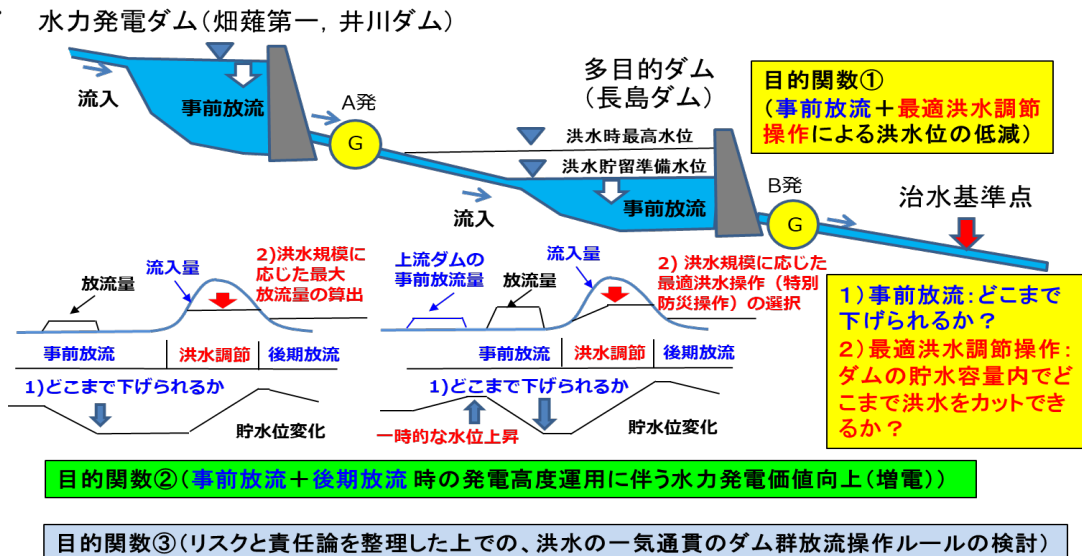 水力発電ダム(畑薙第一, 井川ダム)
流入
事前放流
A発
G
多目的ダム
(長島ダム)
洪水時最高水位
洪水貯留準備水位
流入
事前放流
B発
G
治水基準点
目的関数①
(事前放流+最適洪水調節
操作による洪水位の低減)
放流量
流入量
2)洪水規模に
応じた最大
放流量の算出
事前放流
洪水調節
後期放流
1)どこまで下げられるか
貯水位変化
上流ダムの
事前放流量
放流量
2) 洪水規模に応じた
最適洪水操作(特別
防災操作)の選択
事前放流
洪水調節
後期放流
1)どこまで下げられるか
一時的な水位上昇
貯水位変化
1)事前放流:どこまで
下げられるか?
2)最適洪水調節操作:
ダムの貯水容量内でど
こまで洪水をカットでき
るか?
目的関数②(事前放流+後期放流 時の発電高度運用に伴う水力発電価値向上(増電))
目的関数③(リスクと責任論を整理した上での、洪水の一気通貫のダム群放流操作ルールの検討)